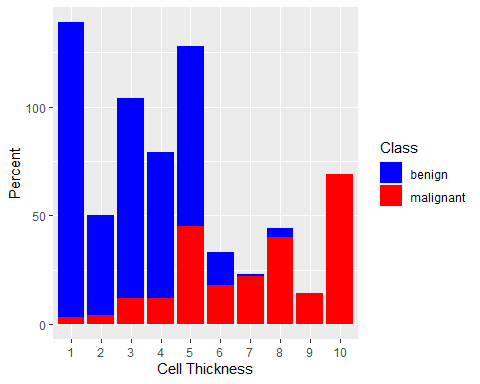 Percent
100
50
0
1 2 3 4 5 6 7 8 9 10
Cell Thickness
Class
benign
malignant